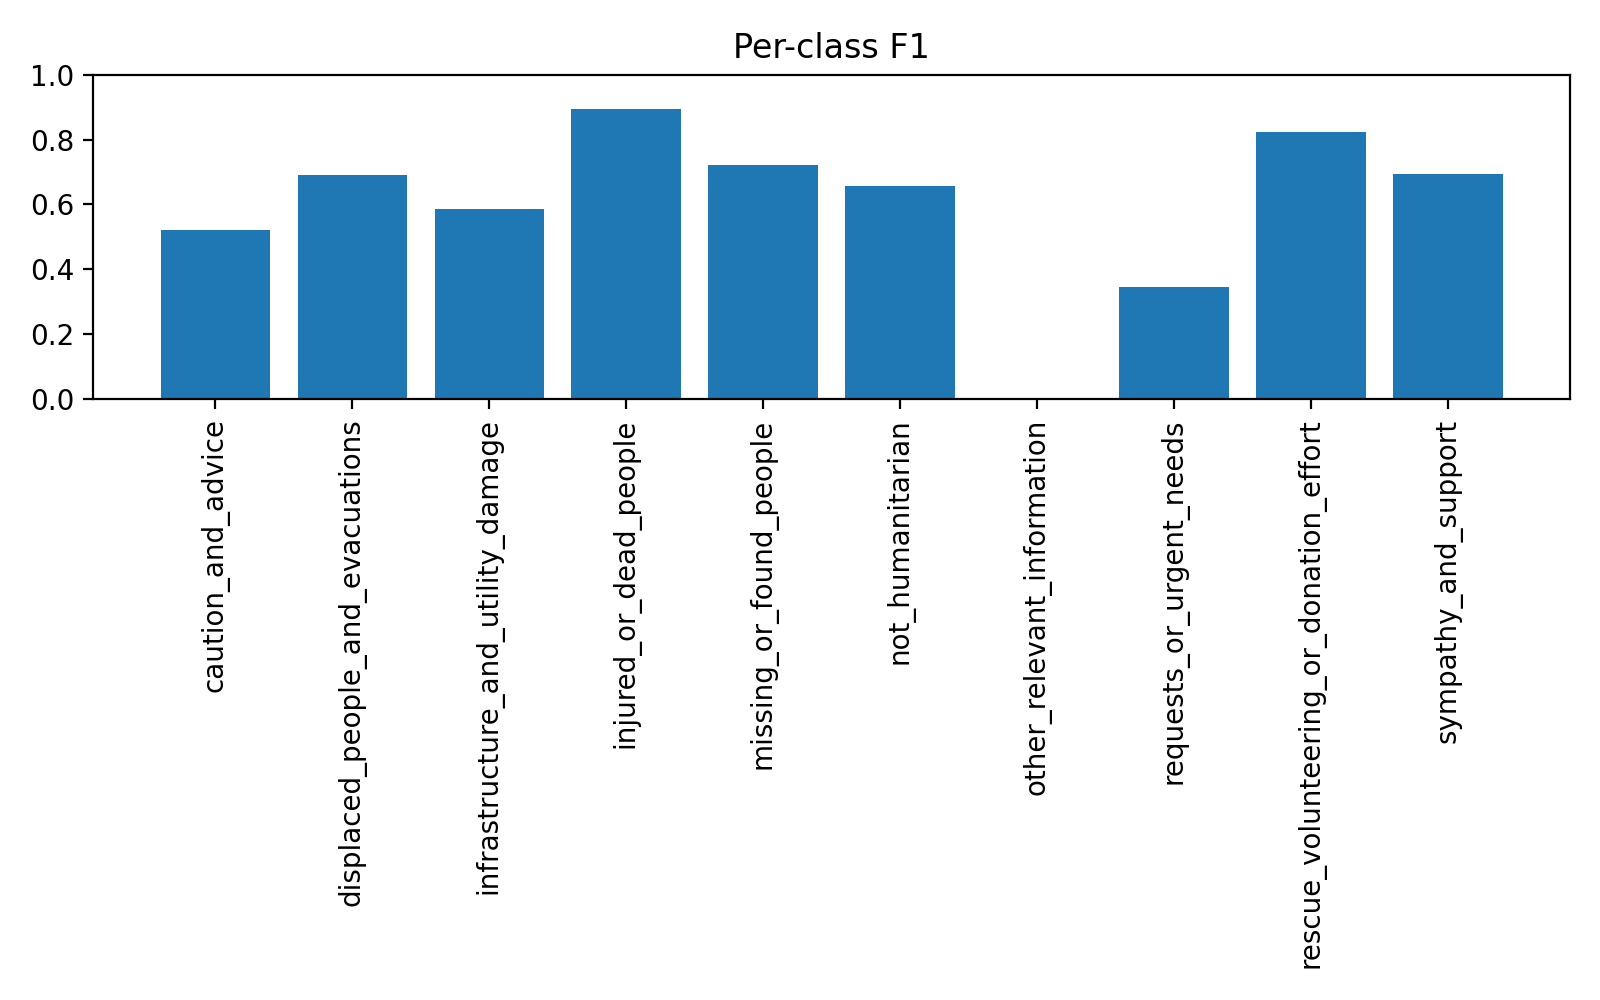 Per-class F1
1.0
0.8
0.6
0.4
0.2
0.0
caution_and_advice
displaced_people_and_evacuations
infrastructure_and_utility_damage
injured_or_dead_people
missing_or_found_people
not_humanitarian
other_relevant_information
requests_or_urgent_needs
rescue_volunteering_or_donation_effort
sympathy_and_support